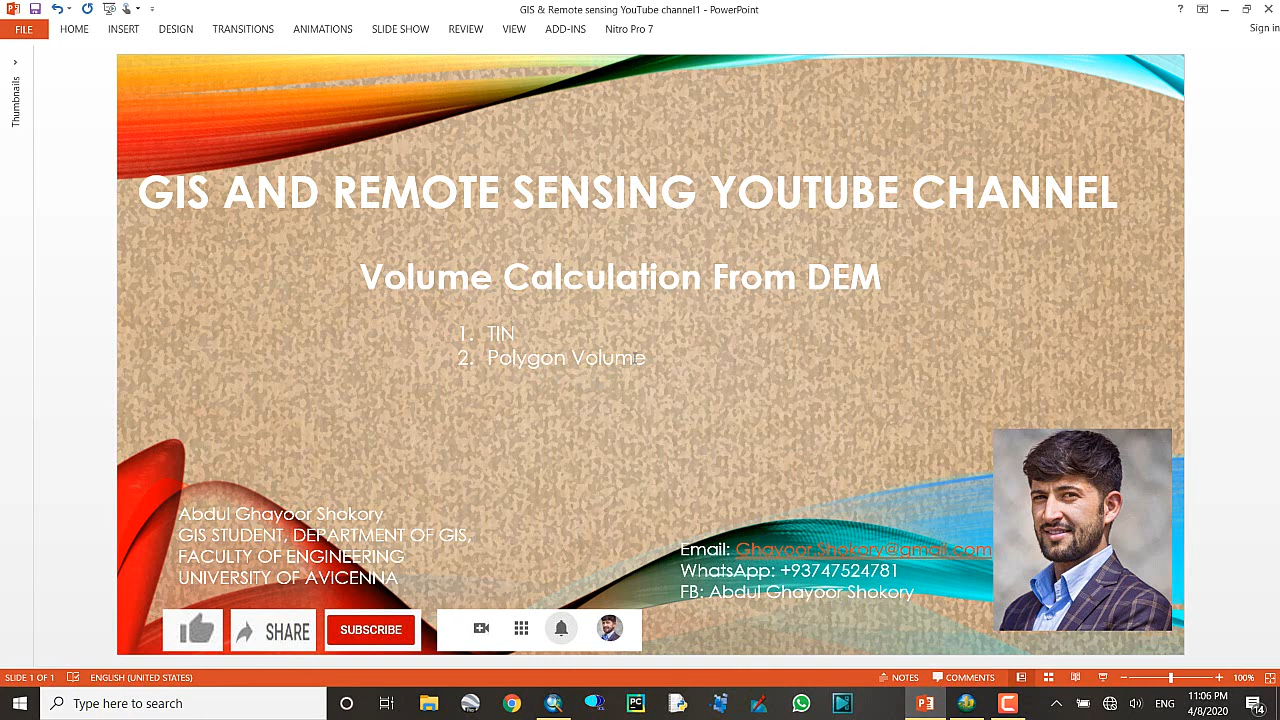 GIS & Remote sensing YouTube channel1 - PowerPoint
FILE HOME INSERT DESIGN TRANSITIONS ANIMATIONS SLIDE SHOW REVIEW VIEW ADD-INS Nitro Pro 7 Sign in
Thumbnails
GIS AND REMOTE SENSING YOUTUBE CHANNEL
Volume Calculation From DEM
1. TIN
2. Polygon Volume
Abdul Ghayoor Shokory
GIS STUDENT, DEPARTMENT OF GIS,
FACULTY OF ENGINEERING
UNIVERSITY OF AVICENNA
Email: Ghayoor.Shokory@gmail.com
WhatsApp: +93747524781
FB: Abdul Ghayoor Shokory
SHARE
SUBSCRIBE
SLIDE 1 OF 1 ENGLISH (UNITED STATES) NOTES COMMENTS 100%
Type here to search
ENG
11:06 PM
4/8/2020